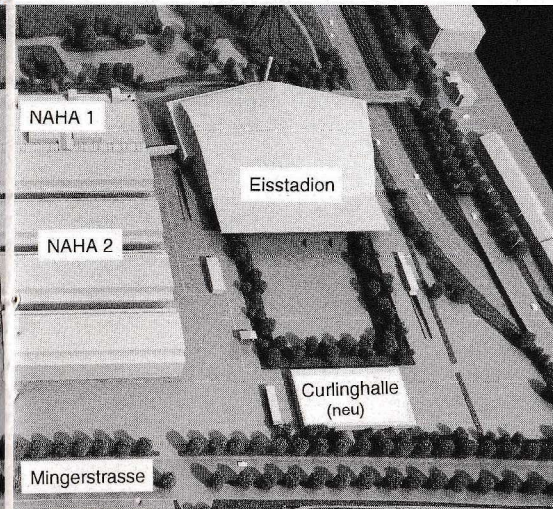 NAHA 1
Eisstadion
NAHA 2
Curlinghalle
(neu)
Mingerstrasse